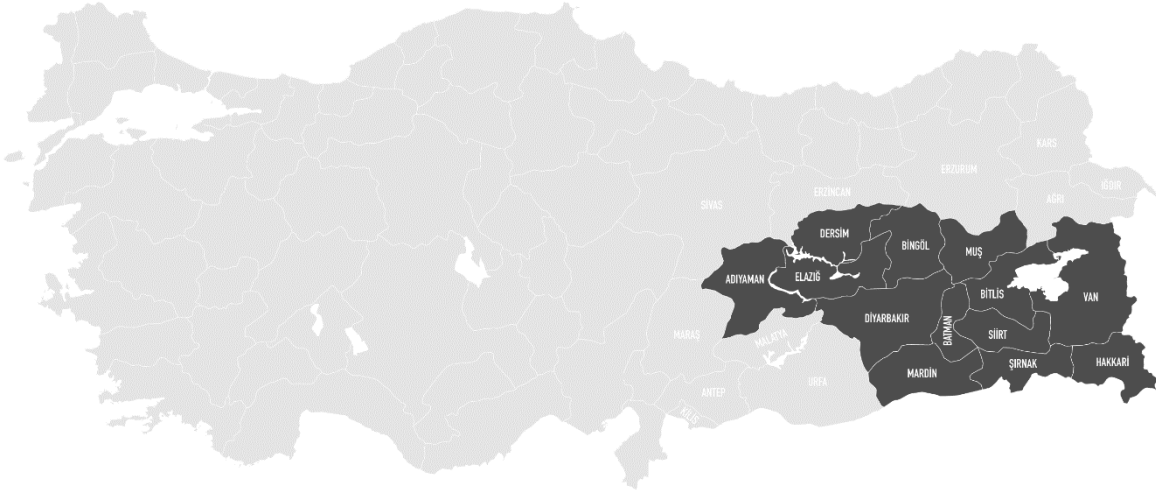 KARS
ERZURUM
IĞDIR
ERZİNCAN
AĞRI
SİVAS
DERSİM
BİNGÖL
MUŞ
ADIYAMAN
ELAZIĞ
BİTLİS
VAN
DİYARBAKIR
BATMAN
SİİRT
MARAŞ
MALATYA
ŞIRNAK
HAKKARİ
MARDİN
URFA
ANTEP
KİLİS